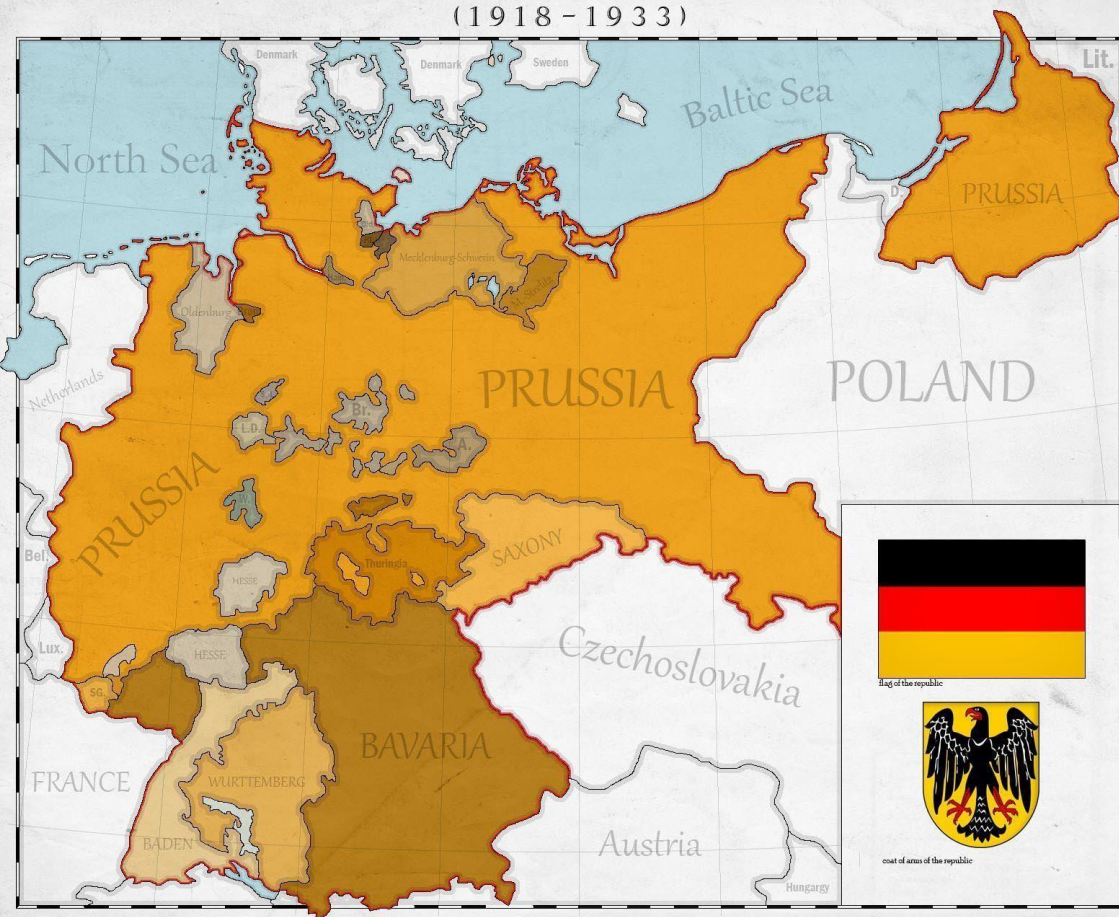 (1918-1933)
Denmark
Denmark
Sweden
Lit.
Baltic Sea
North Sea
PRUSSIA
D.
Mecklenburg-Schwerin
M. Strelitz
Oldenburg
Netherlands
PRUSSIA
POLAND
Br.
L.D.
A.
PRUSSIA
SAXONY
Bel.
Thuringia
HESSE
Lux.
HESSE
Czechoslovakia
SG.
flag of the republic
BAVARIA
FRANCE
WURTTEMBERG
BADEN
Austria
coat of arms of the republic
Hungargy